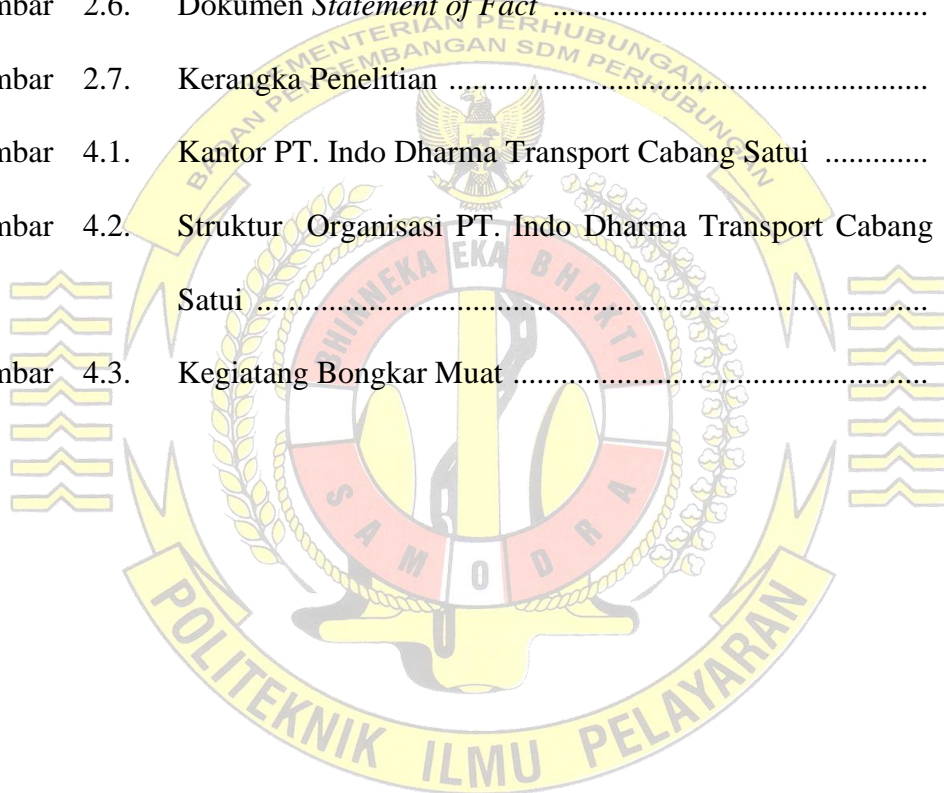 mbar 2.6. Dokumen Statement of Fact ..............................................
mbar 2.7. Kerangka Penelitian ...........................................................
mbar 4.1. Kantor PT. Indo Dharma Transport Cabang Satui .............
mbar 4.2. Struktur Organisasi PT. Indo Dharma Transport Cabang
Satui ..................................................................................
mbar 4.3. Kegiatang Bongkar Muat ...................................................
KEMENTERIAN PERHUBUNGAN
BADAN PENGEMBANGAN SDM PERHUBUNGAN
BHINNEKA EKA BHAKTI
SAMODRA
POLITEKNIK ILMU PELAYARAN